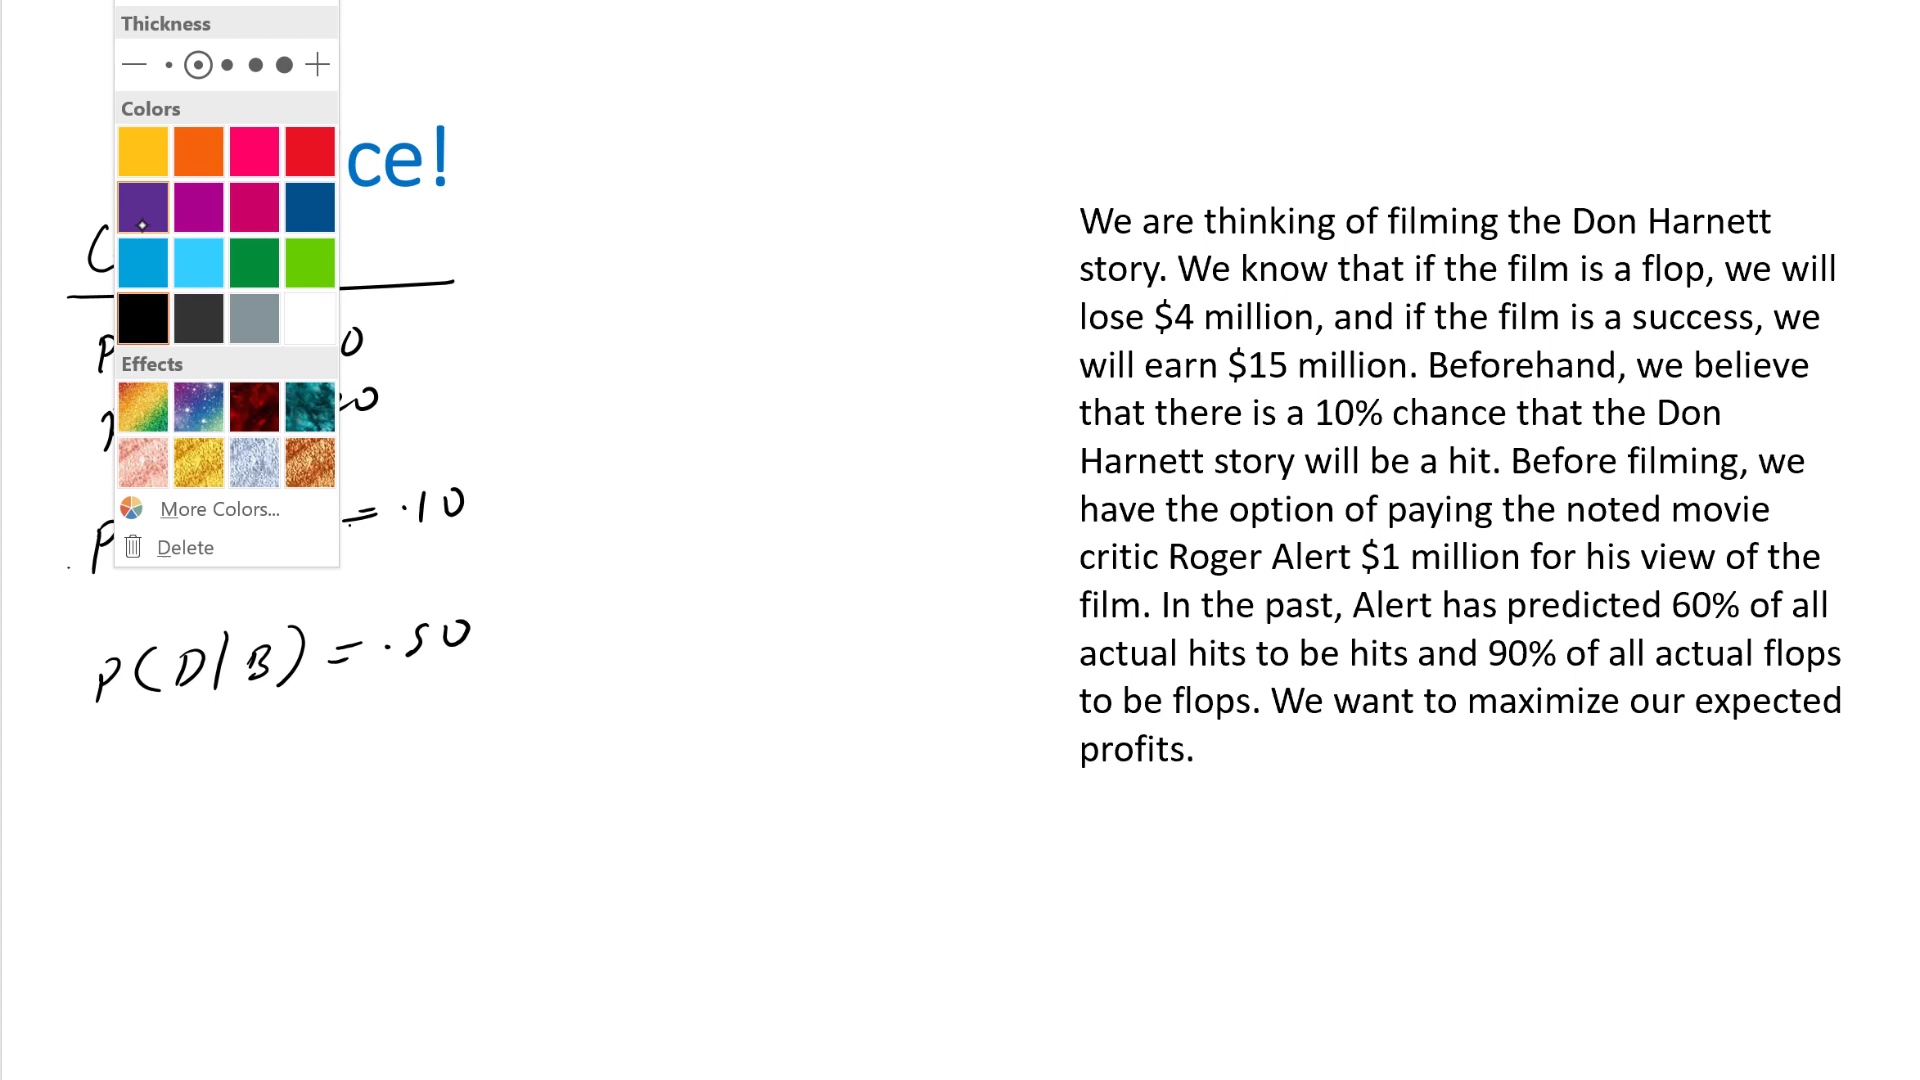 Thickness
Colors
ce!
C
P 0
20
= .10
P
More Colors...
Effects
Delete
P(D|B) = .50
We are thinking of filming the Don Harnett
story. We know that if the film is a flop, we will
lose $4 million, and if the film is a success, we
will earn $15 million. Beforehand, we believe
that there is a 10% chance that the Don
Harnett story will be a hit. Before filming, we
have the option of paying the noted movie
critic Roger Alert $1 million for his view of the
film. In the past, Alert has predicted 60% of all
actual hits to be hits and 90% of all actual flops
to be flops. We want to maximize our expected
profits.